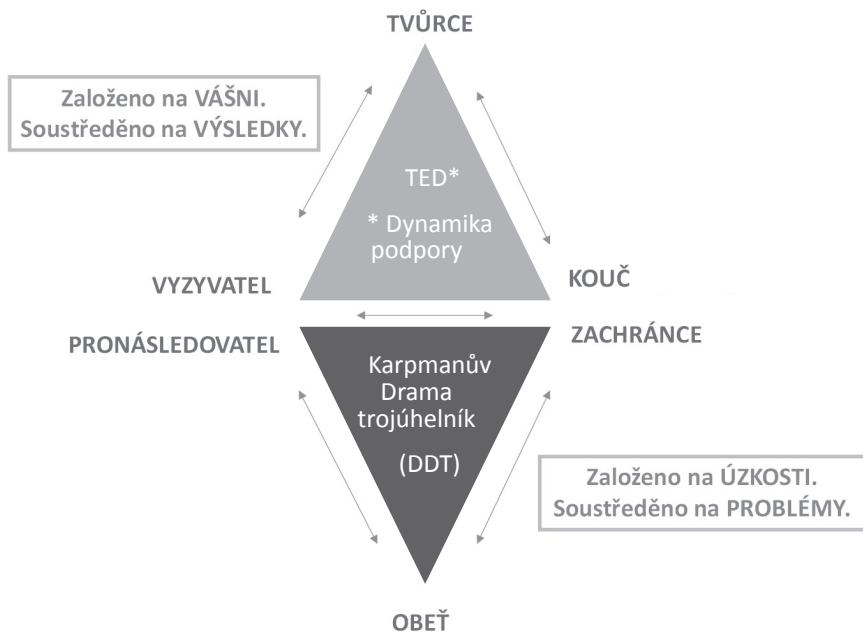 TVŮRCE
Založeno na VÁŠNI.
Soustředěno na VÝSLEDKY.
TED*
* Dynamika
podpory
VYZYVATEL
KOUČ
PRONÁSLEDOVATEL
ZACHRÁNCE
Karpmanův
Drama
trojúhelník
(DDT)
Založeno na ÚZKOSTI.
Soustředěno na PROBLÉMY.
OBEŤ